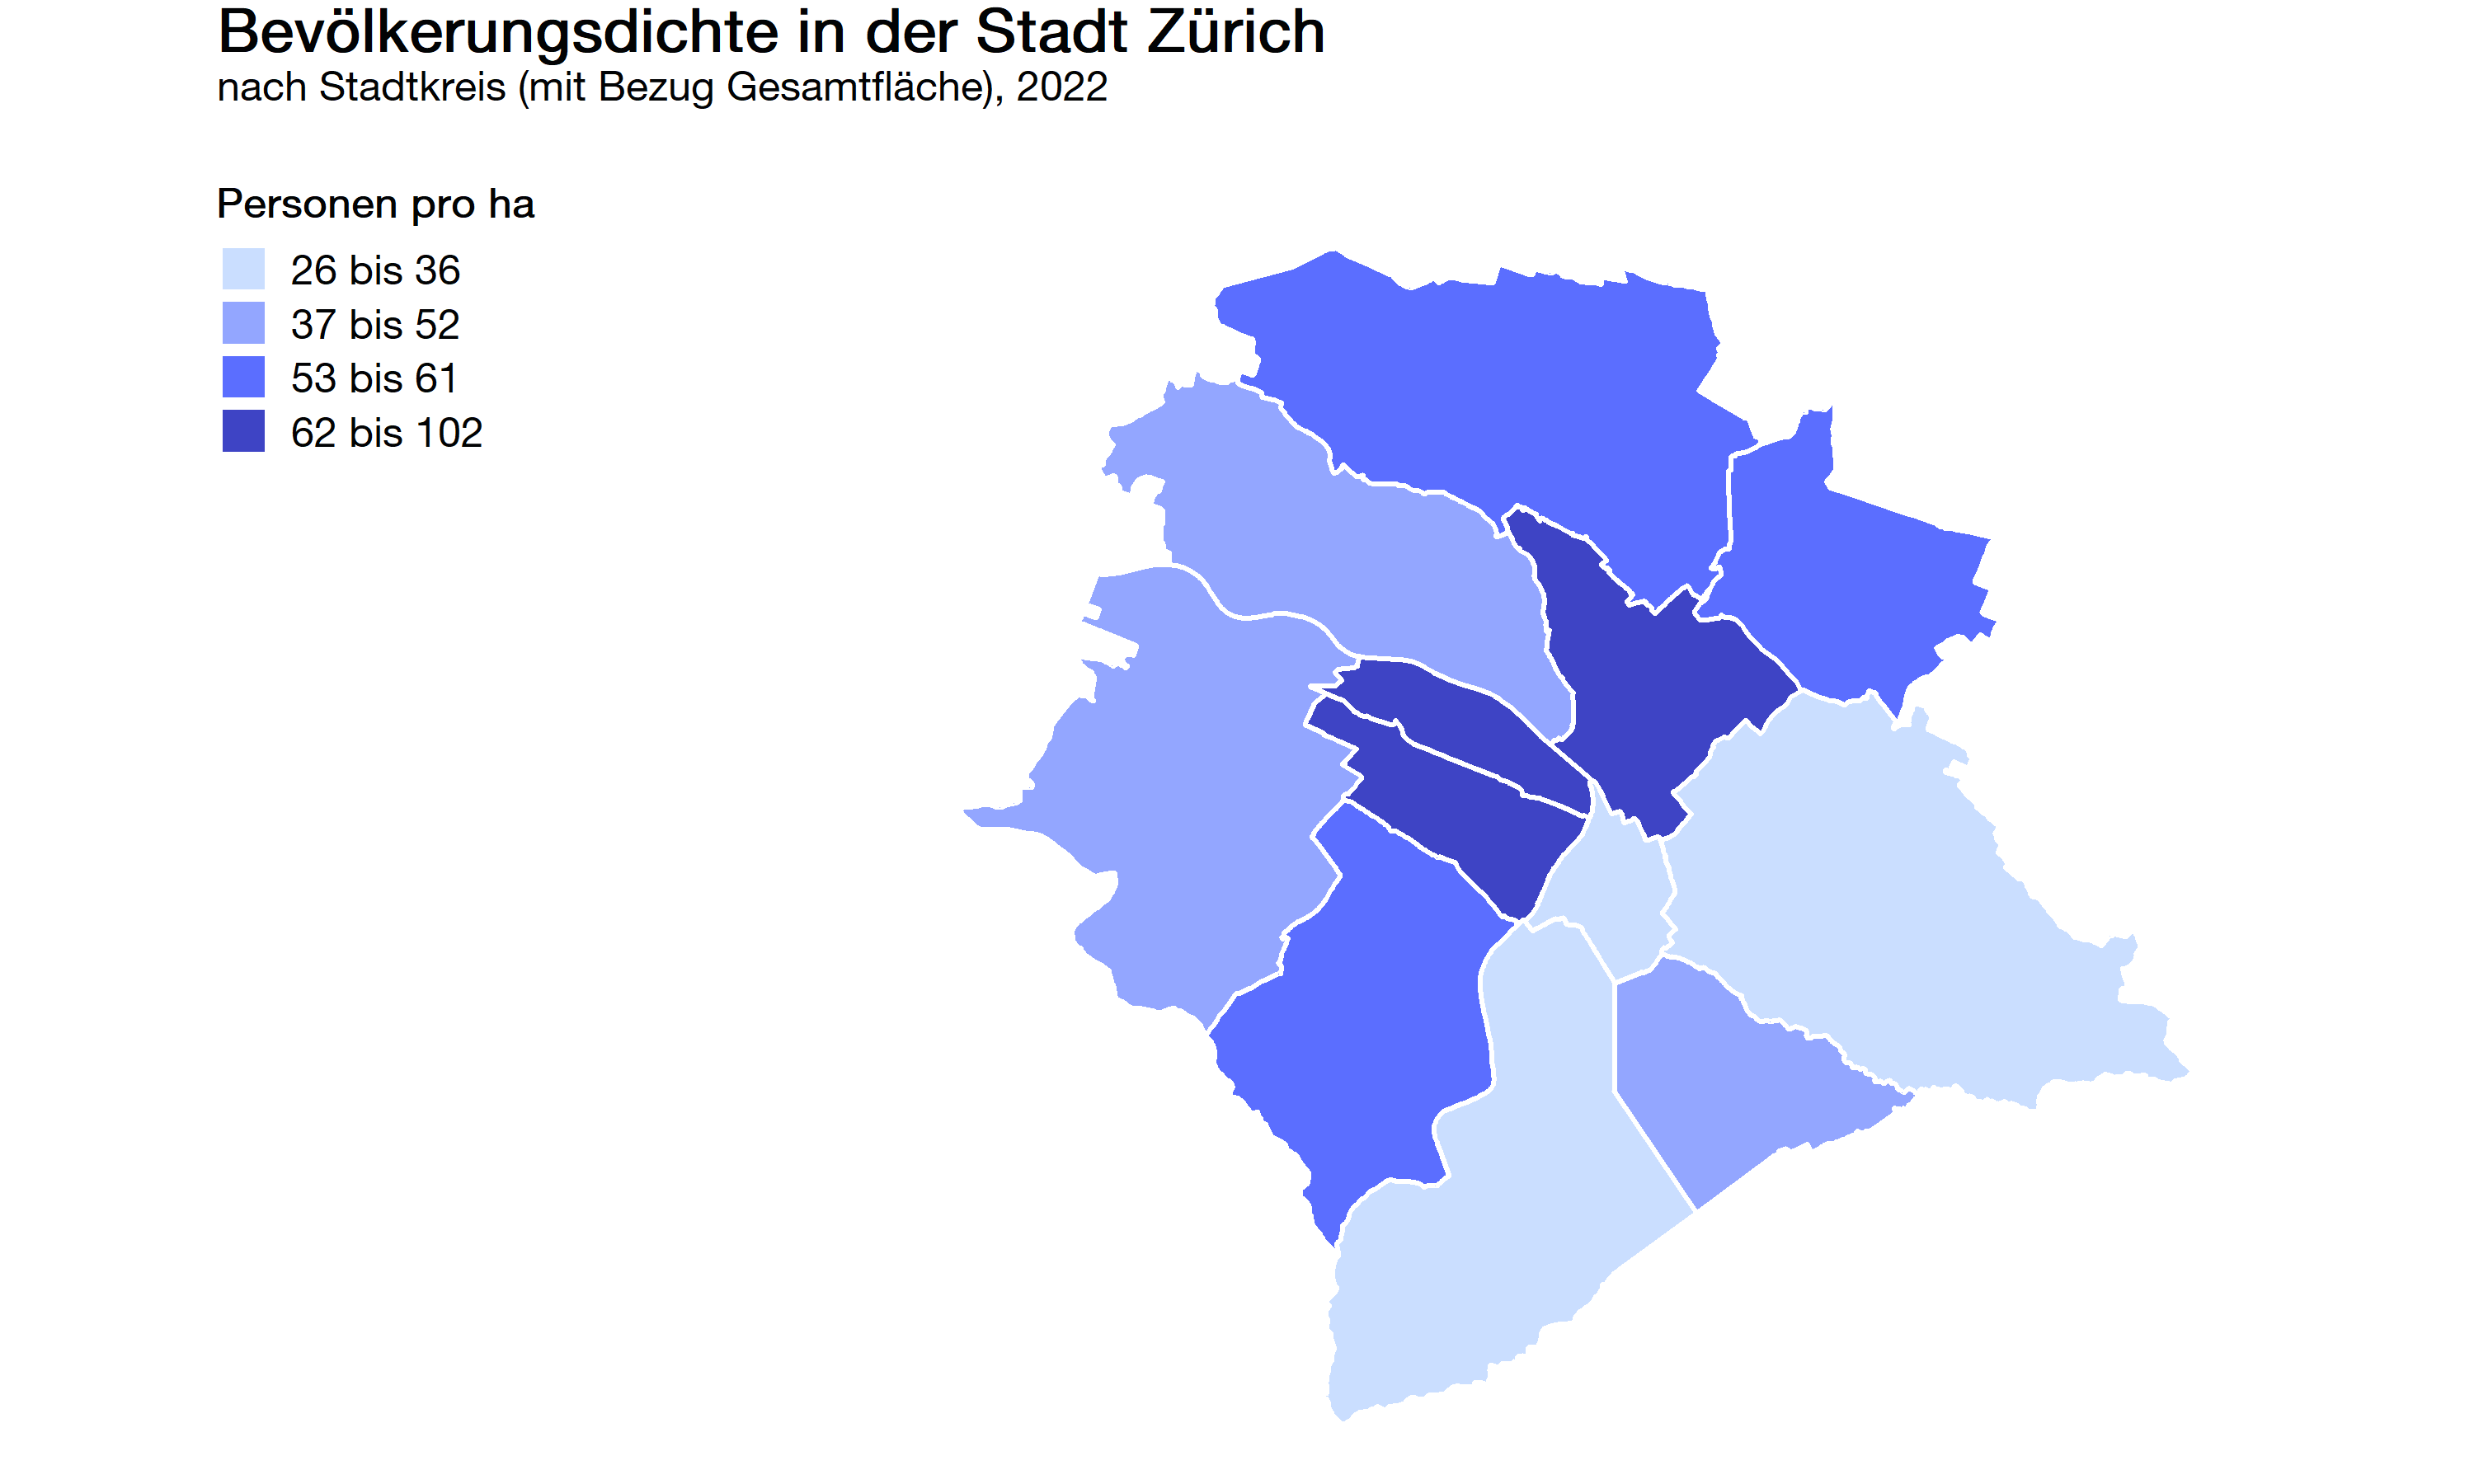 Bevölkerungsdichte in der Stadt Zürich
nach Stadtkreis (mit Bezug Gesamtfläche), 2022
Personen pro ha
26 bis 36
37 bis 52
53 bis 61
62 bis 102